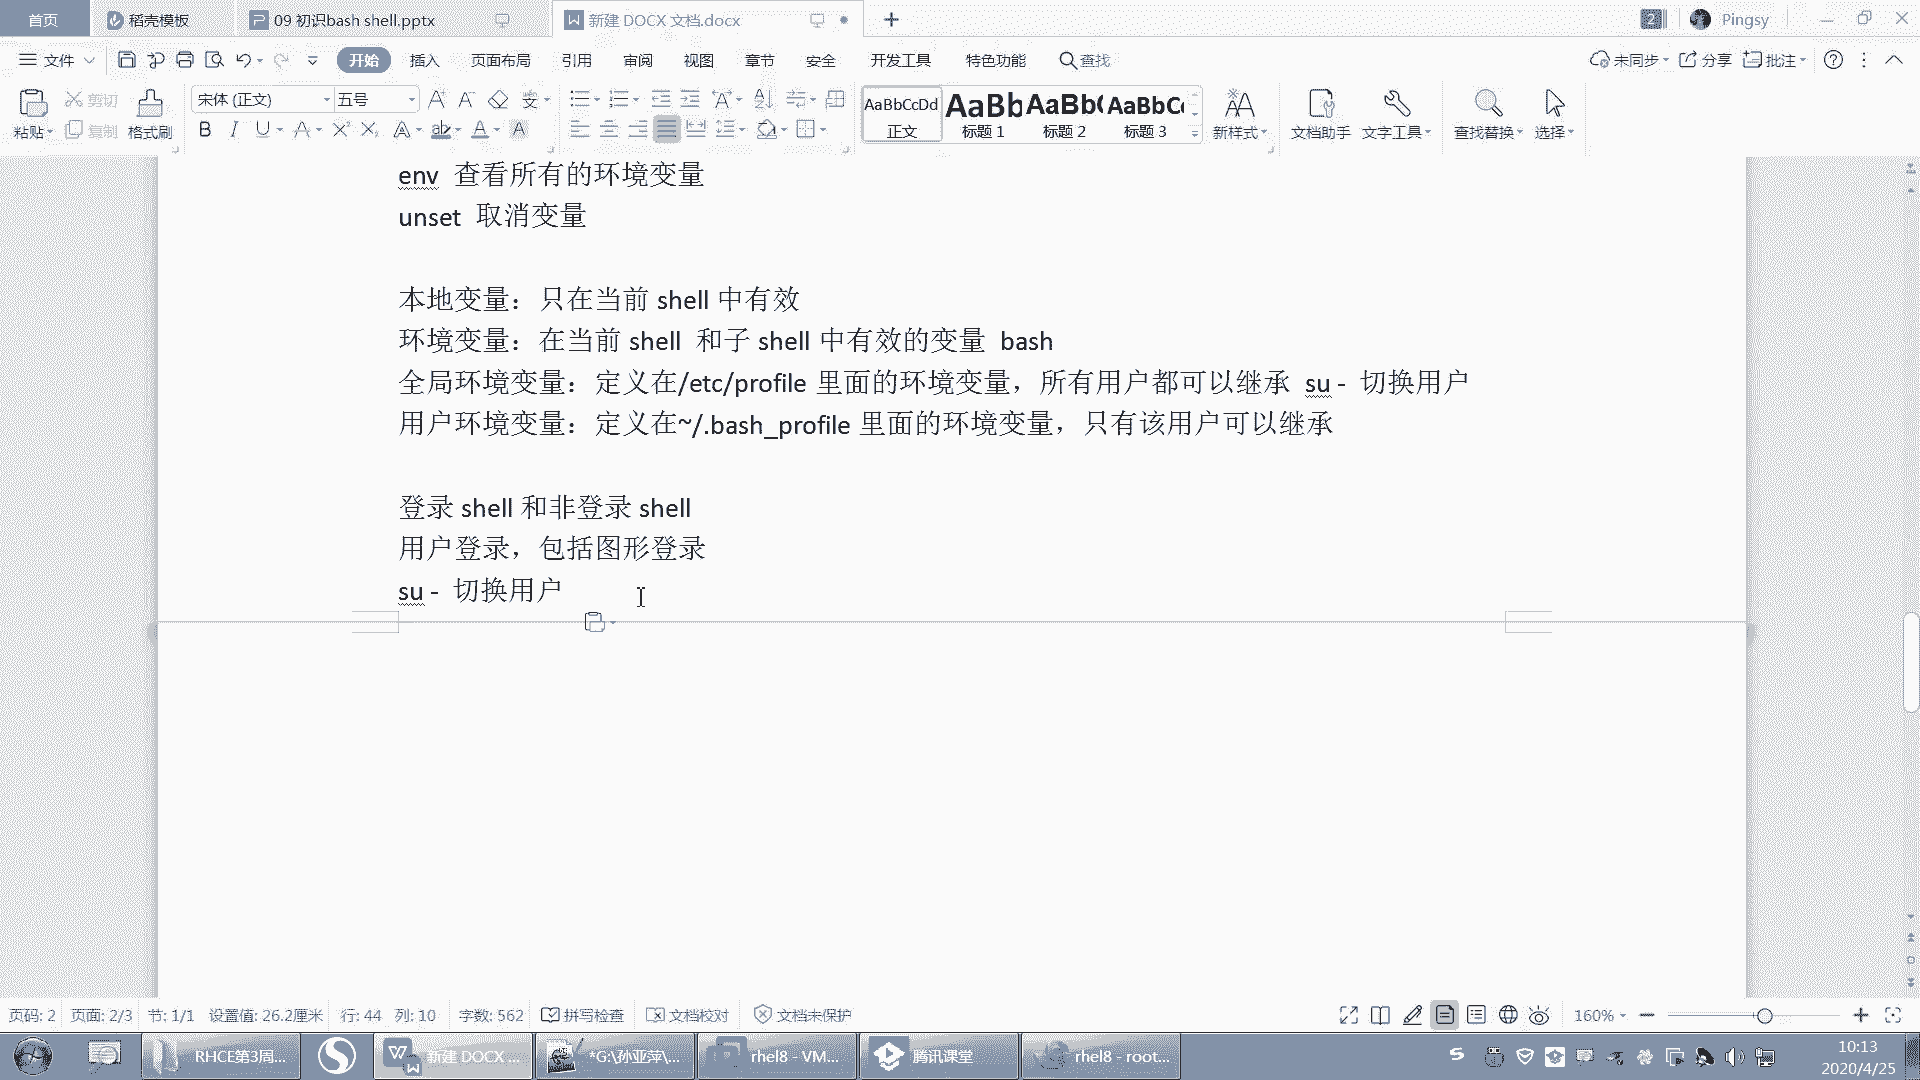 首页 稻壳模板 09 初识bash shell.pptx 新建 DOCX 文档.docx 2 Pingsy
文件 开始 插入 页面布局 引用 审阅 视图 章节 安全 开发工具 特色功能 查找 未同步 分享 批注
粘贴 剪切 复制 格式刷 宋体 (正文) 五号 AaBbCcDd 正文 AaBb 标题 1 AaBb( 标题 2 AaBbC 标题 3 新样式 文档助手 文字工具 查找替换 选择
env 查看所有的环境变量
unset 取消变量
本地变量：只在当前 shell 中有效
环境变量：在当前 shell 和子 shell 中有效的变量 bash
全局环境变量：定义在/etc/profile 里面的环境变量，所有用户都可以继承 su - 切换用户
用户环境变量：定义在~/.bash_profile 里面的环境变量，只有该用户可以继承
登录 shell 和非登录 shell
用户登录，包括图形登录
su - 切换用户
页码: 2 页面: 2/3 节: 1/1 设置值: 26.2厘米 行: 44 列: 10 字数: 562 拼写检查 文档校对 文档未保护 160%
RHCE第3周... 新建 DOCX ... *G:\孙亚萍\... rhel8 - VM... 腾讯课堂 rhel8 - root... 10:13
2020/4/25